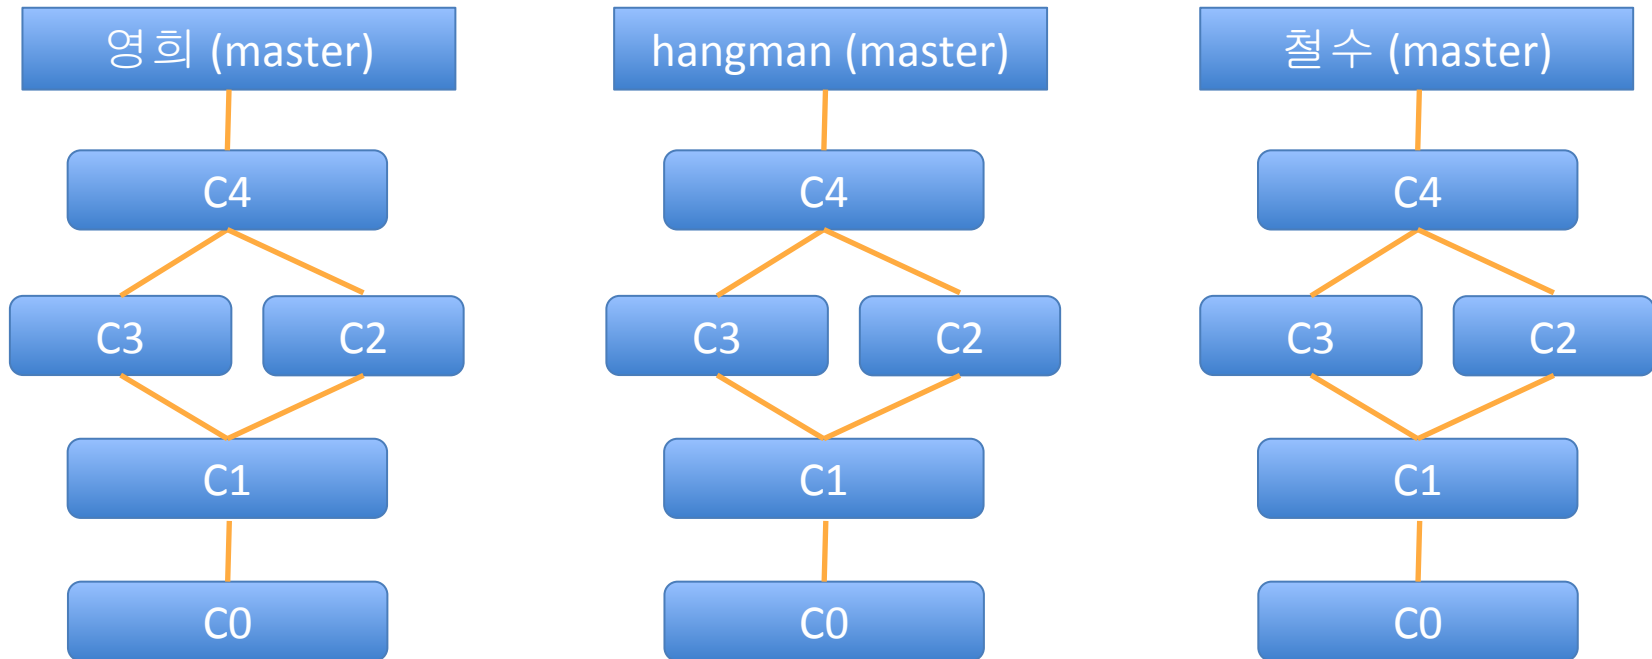 영희 (master)
hangman (master)
철수 (master)
C4
C4
C4
C3
C2
C3
C2
C3
C2
C1
C1
C1
C0
C0
C0